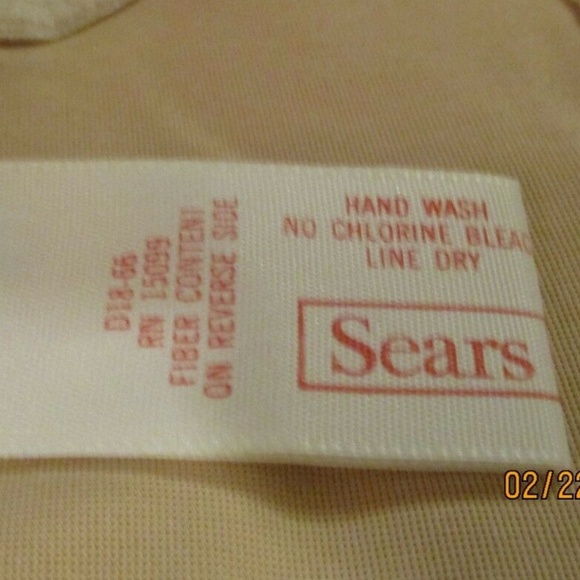 HAND WASH
NO CHLORINE BLEAC
LINE DRY
Sears
D18-66
RN 15099
FIBER CONTENT
ON REVERSE SIDE
02/22